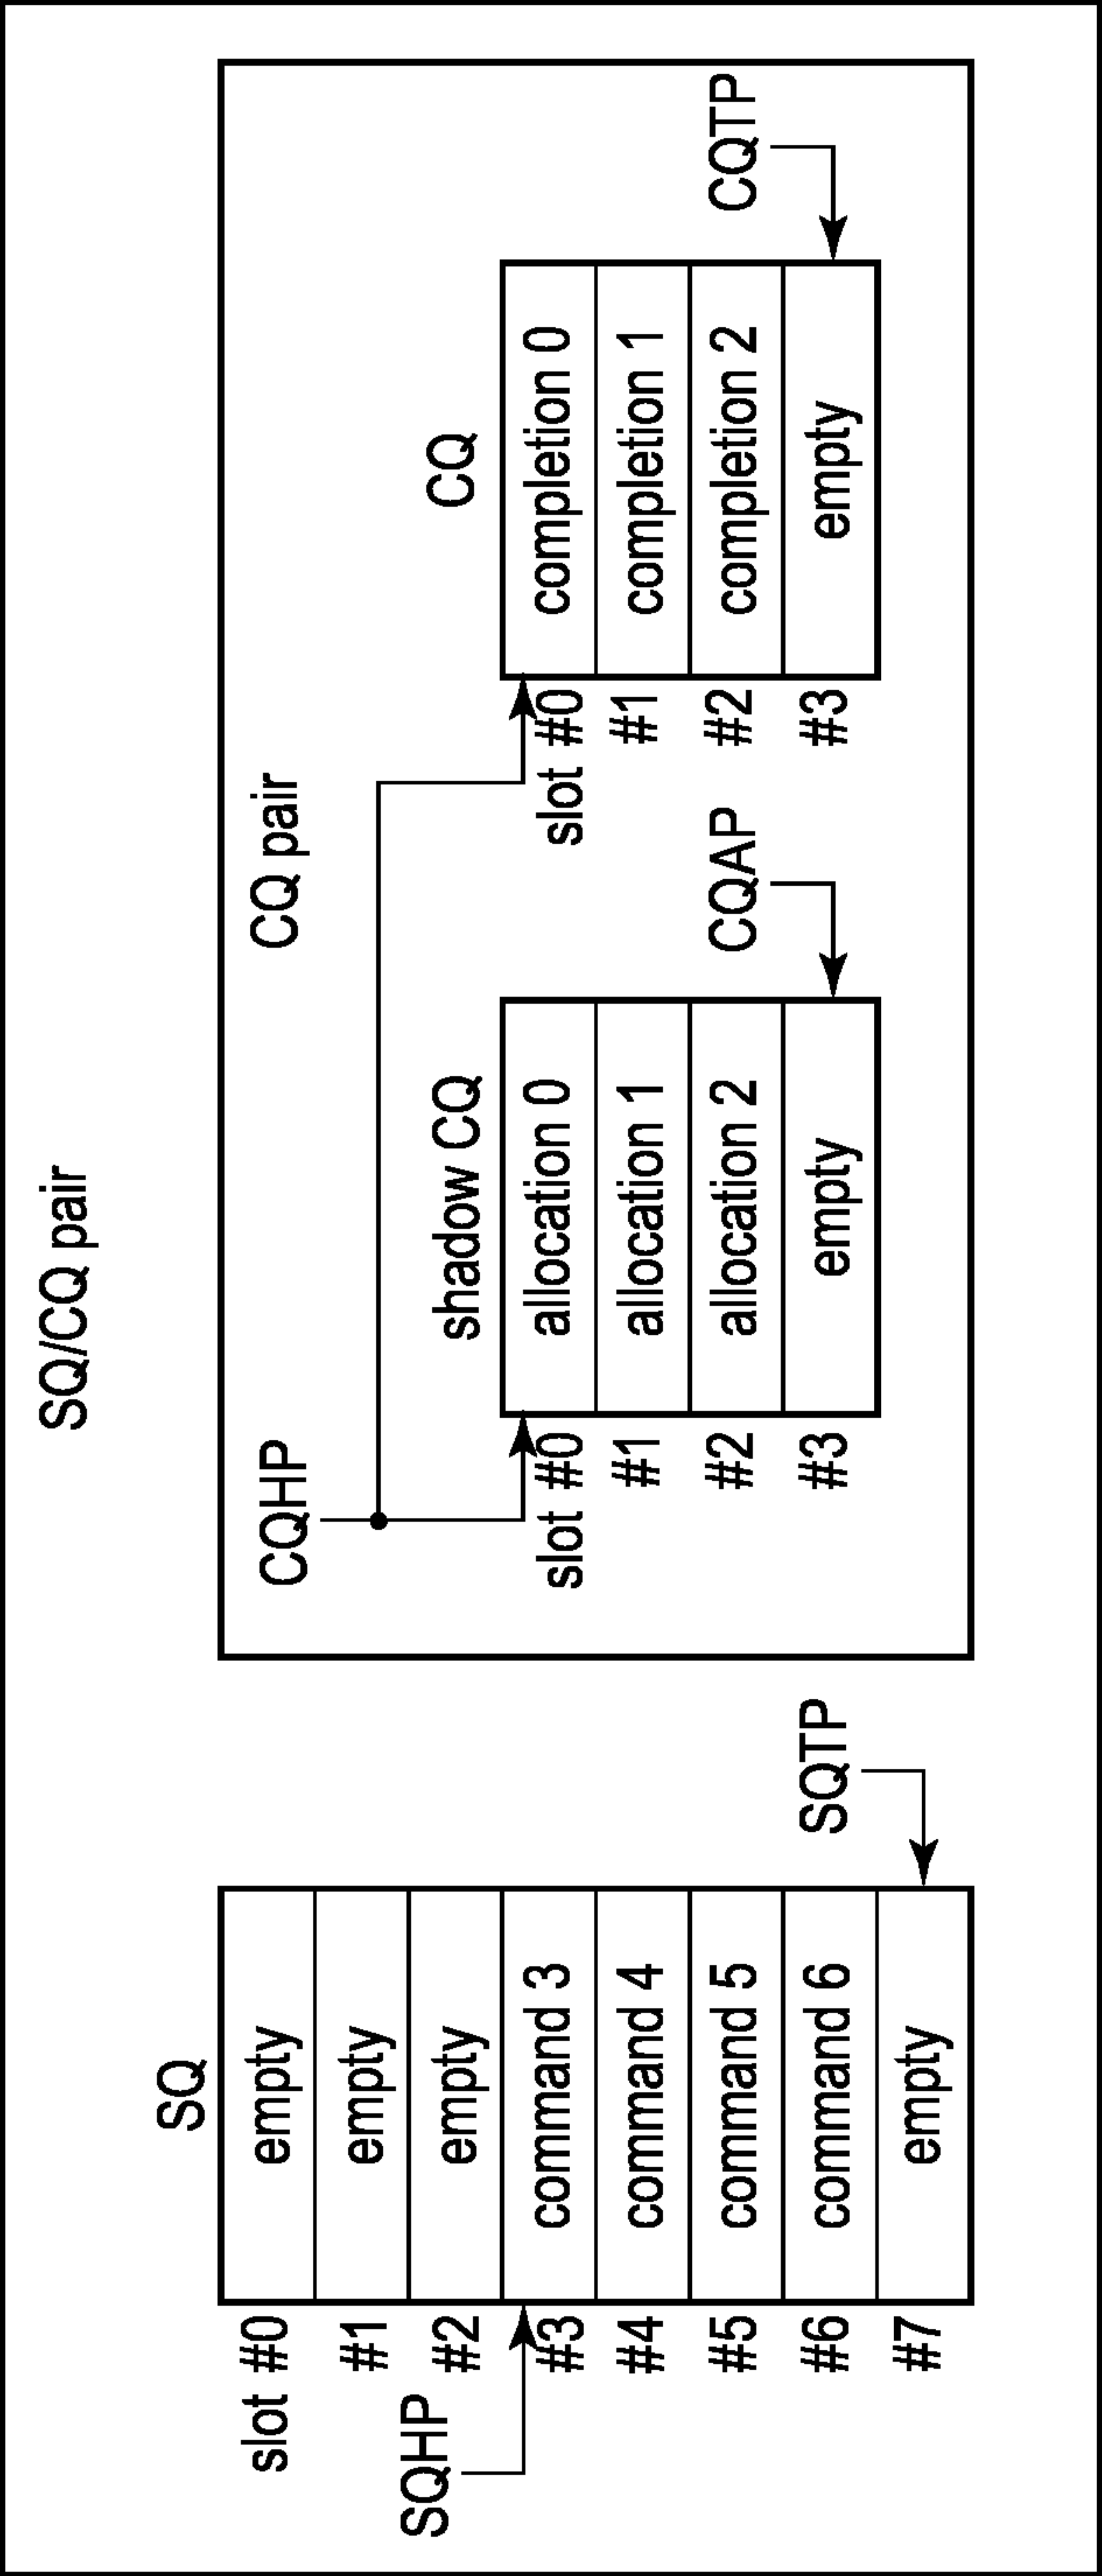 SQ/CQ pair
SQ
slot #0 empty
#1 empty
#2 empty
SQHP
#3 command 3
#4 command 4
#5 command 5
#6 command 6
#7 empty
SQTP
CQ pair
CQHP
shadow CQ
slot #0 allocation 0
#1 allocation 1
#2 allocation 2
#3 empty
CQAP
CQ
slot #0 completion 0
#1 completion 1
#2 completion 2
#3 empty
CQTP